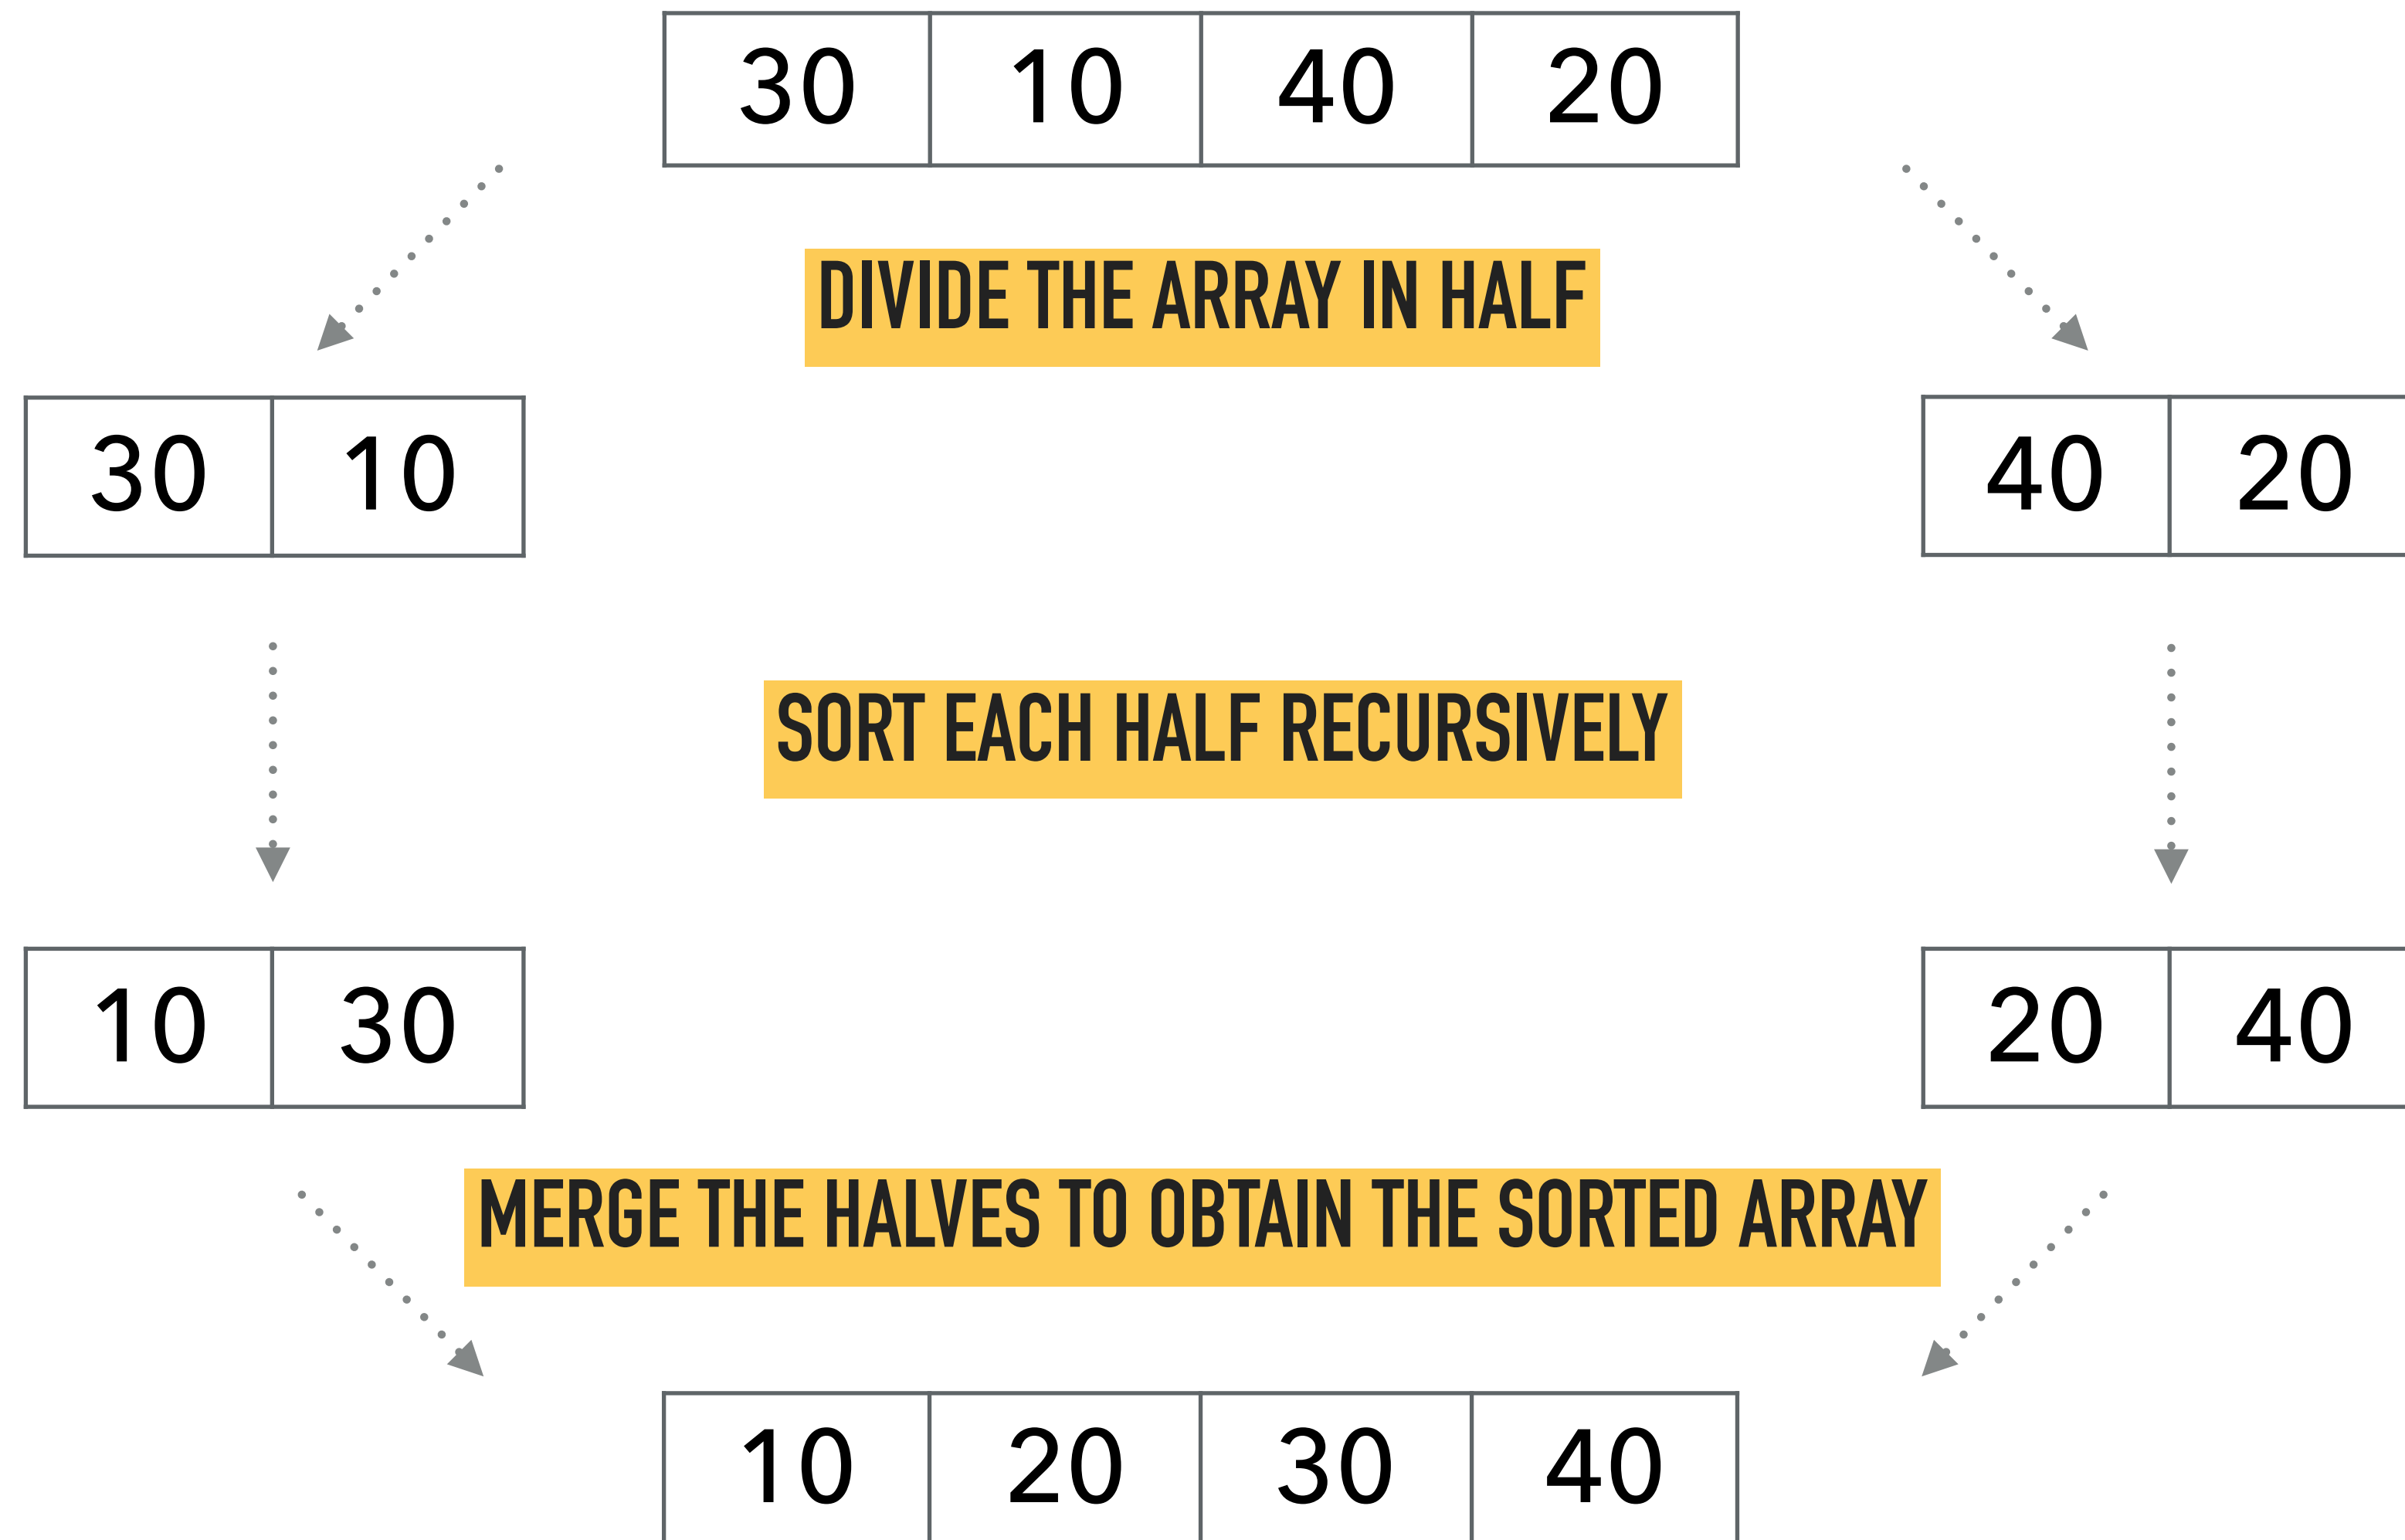 30 10 40 20
DIVIDE THE ARRAY IN HALF
30 10 40 20
SORT EACH HALF RECURSIVELY
10 30 20 40
MERGE THE HALVES TO OBTAIN THE SORTED ARRAY
10 20 30 40